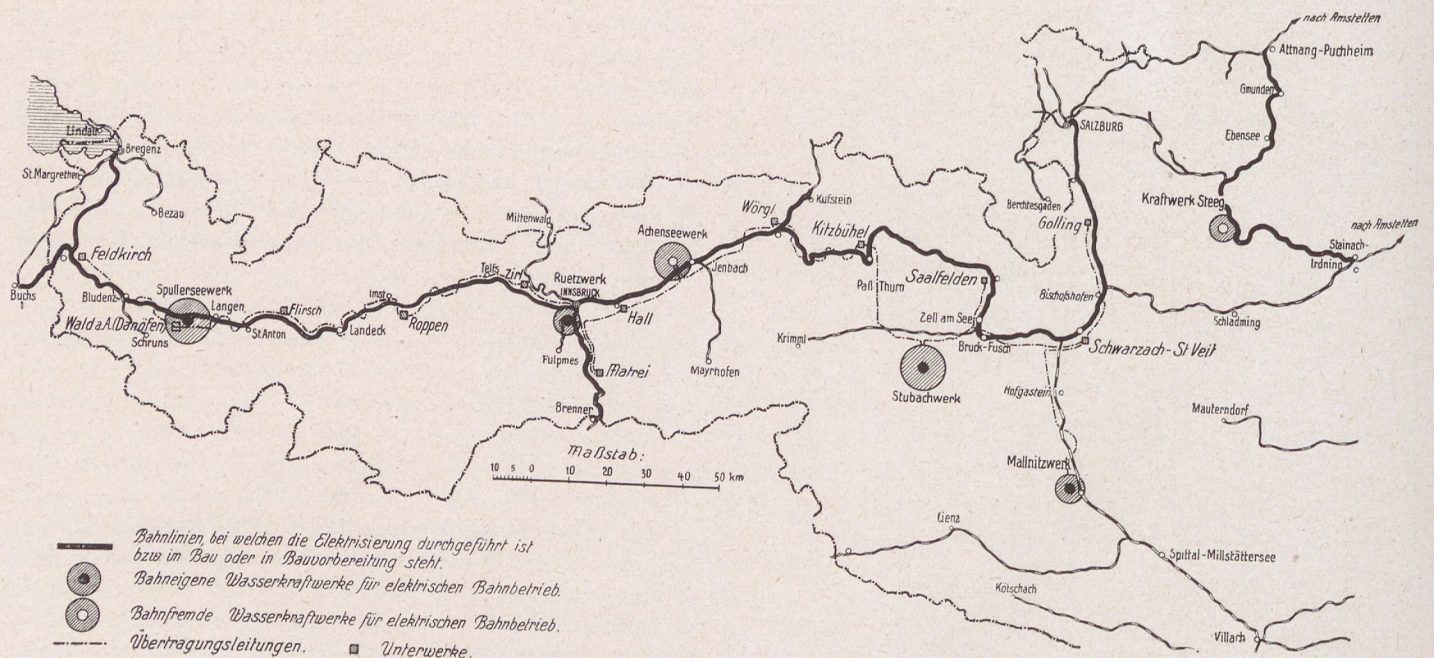 nach Amstetten
Attnang-Puchheim
Gmunden
SALZBURG
Lindau
Bregenz
Ebensee
St. Margrethen
Kufstein
Kraftwerk Steeg
Berchtesgaden
Bezau
Mittenwald
Wörgl
Golling
nach Amstetten
Kitzbühel
Achenseewerk
Stainach-
Irdning
Feldkirch
Jenbach
Telfs
Zirl
Ruetzwerk
INNSBRUCK
Saalfelden
Paß Thurn
Buchs
Bludenz
Spullerseewerk
Langen
Imst
Bischofshofen
Flirsch
Hall
Zell am See
Schladming
Wald a. A. (Danöfen)
Schruns
St. Anton
Landeck
Roppen
Krimml
Bruck-Fusch
Schwarzach-St Veit
Fulpmes
Matrei
Mayrhofen
Stubachwerk
Hofgastein
Brenner
Mauterndorf
Maßstab:
10 5 0 10 20 30 40 50 km
Mallnitzwerk
Lienz
Bahnlinien, bei welchen die Elektrisierung durchgeführt ist
bzw. im Bau oder in Bauvorbereitung steht.
Spittal-Millstättersee
Bahneigene Wasserkraftwerke für elektrischen Bahnbetrieb.
Kötschach
Bahnfremde Wasserkraftwerke für elektrischen Bahnbetrieb.
Villach
Übertragungsleitungen. Unterwerke.